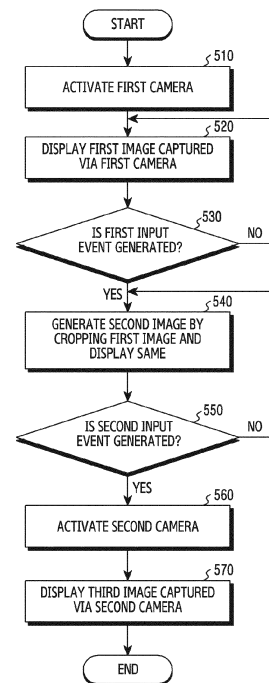 START
510
ACTIVATE FIRST CAMERA
520
DISPLAY FIRST IMAGE CAPTURED
VIA FIRST CAMERA
530
IS FIRST INPUT
EVENT GENERATED?
NO
YES
540
GENERATE SECOND IMAGE BY
CROPPING FIRST IMAGE AND
DISPLAY SAME
550
IS SECOND INPUT
EVENT GENERATED?
NO
YES
560
ACTIVATE SECOND CAMERA
570
DISPLAY THIRD IMAGE CAPTURED
VIA SECOND CAMERA
END